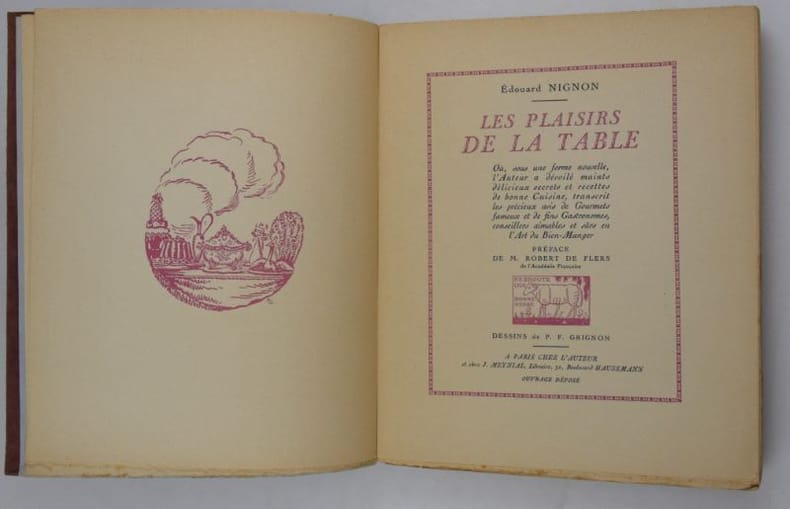 Édouard NIGNON
LES PLAISIRS
DE LA TABLE
Où, sous une forme nouvelle,
l'Auteur a dévoilé maints
délicieux secrets et recettes
de bonne Cuisine, transcrit
les précieux avis de Gourmets
fameux et de fins Gastronomes,
conseillers aimables et sûrs en
l'Art du Bien-Manger
PRÉFACE
DE M. ROBERT DE FLERS
de l'Académie Française
DESSINS de P. F. GRIGNON
A PARIS CHEZ L'AUTEUR
et chez J. MEYNIAL, Libraire, 30, Boulevard HAUSSMANN
OUVRAGE DÉPOSÉ